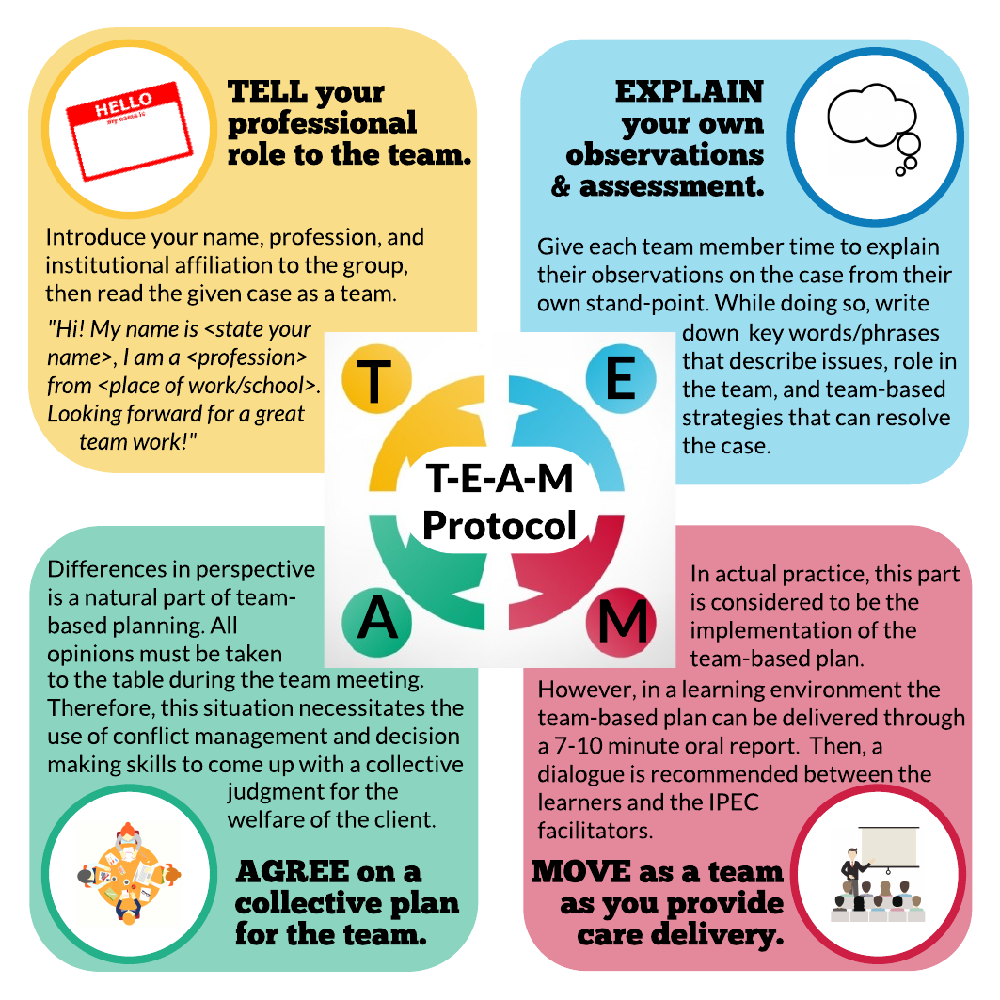 HELLO
my name is
TELL your
professional
role to the team.
Introduce your name, profession, and
institutional affiliation to the group,
then read the given case as a team.
"Hi! My name is <state your
name>, I am a <profession>
from <place of work/school>.
Looking forward for a great
team work!"
EXPLAIN
your own
observations
& assessment.
Give each team member time to explain
their observations on the case from their
own stand-point. While doing so, write
down key words/phrases
that describe issues, role in
the team, and team-based
strategies that can resolve
the case.
T
E
T-E-A-M
Protocol
A
M
Differences in perspective
is a natural part of team-
based planning. All
opinions must be taken
to the table during the team meeting.
Therefore, this situation necessitates the
use of conflict management and decision
making skills to come up with a collective
judgment for the
welfare of the client.
AGREE on a
collective plan
for the team.
In actual practice, this part
is considered to be the
implementation of the
team-based plan.
However, in a learning environment the
team-based plan can be delivered through
a 7-10 minute oral report. Then, a
dialogue is recommended between the
learners and the IPEC
facilitators.
MOVE as a team
as you provide
care delivery.